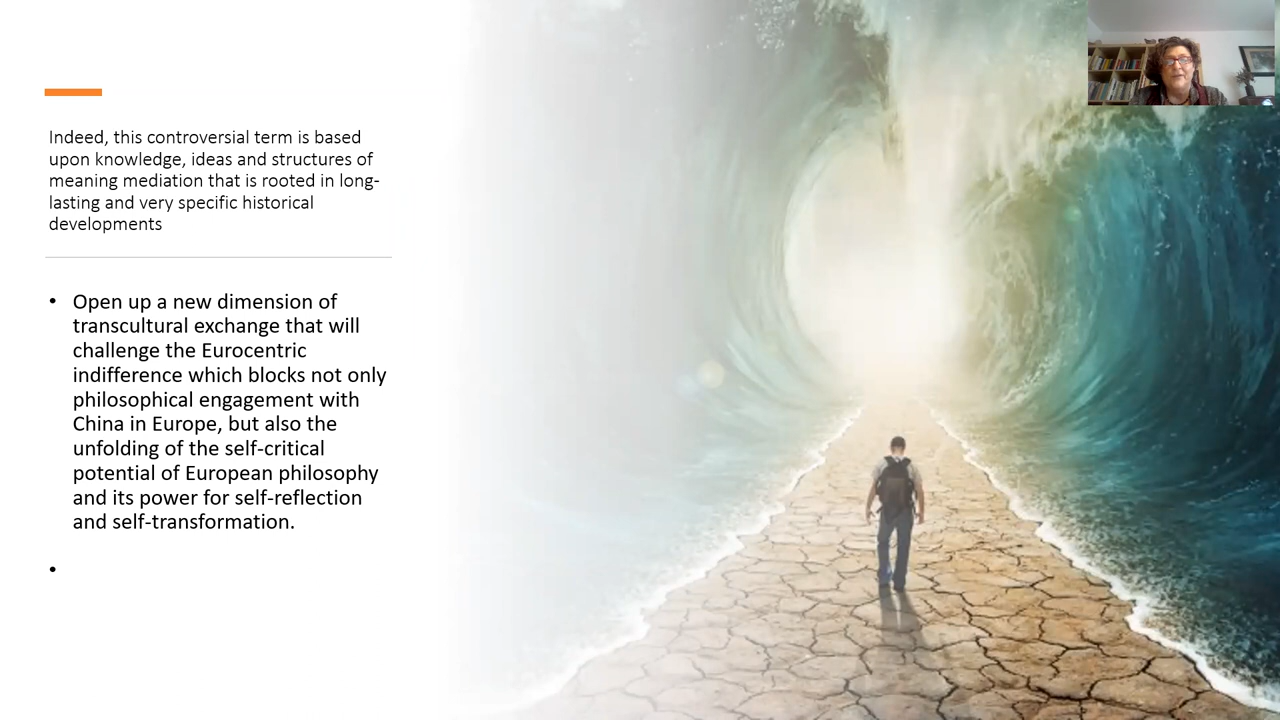 Indeed, this controversial term is based
upon knowledge, ideas and structures of
meaning mediation that is rooted in long-
lasting and very specific historical
developments
• Open up a new dimension of
transcultural exchange that will
challenge the Eurocentric
indifference which blocks not only
philosophical engagement with
China in Europe, but also the
unfolding of the self-critical
potential of European philosophy
and its power for self-reflection
and self-transformation.
•